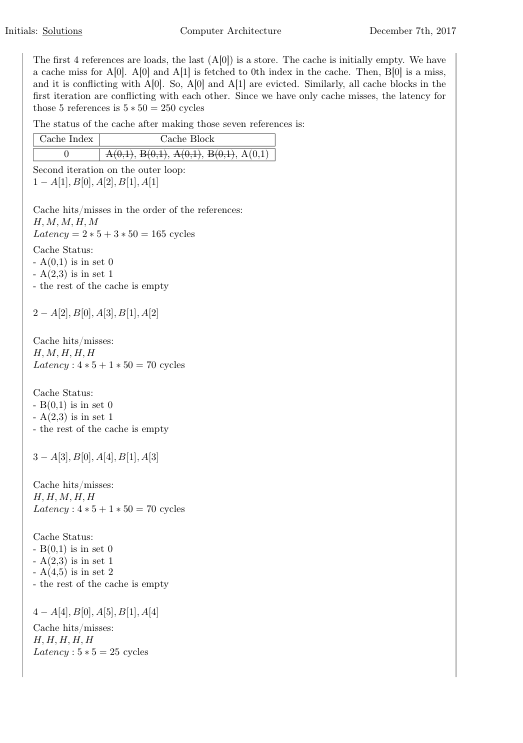 Initials: Solutions Computer Architecture December 7th, 2017
The first 4 references are loads, the last (A[0]) is a store. The cache is initially empty. We have
a cache miss for A[0]. A[0] and A[1] is fetched to 0th index in the cache. Then, B[0] is a miss,
and it is conflicting with A[0]. So, A[0] and A[1] are evicted. Similarly, all cache blocks in the
first iteration are conflicting with each other. Since we have only cache misses, the latency for
those 5 references is 5 ∗ 50 = 250 cycles
The status of the cache after making those seven references is:
Cache Index Cache Block
0 A(0,1), B(0,1), A(0,1), B(0,1), A(0,1)
Second iteration on the outer loop:
1 − A[1], B[0], A[2], B[1], A[1]
Cache hits/misses in the order of the references:
H, M, M, H, M
Latency = 2 ∗ 5 + 3 ∗ 50 = 165 cycles
Cache Status:
- A(0,1) is in set 0
- A(2,3) is in set 1
- the rest of the cache is empty
2 − A[2], B[0], A[3], B[1], A[2]
Cache hits/misses:
H, M, H, H, H
Latency : 4 ∗ 5 + 1 ∗ 50 = 70 cycles
Cache Status:
- B(0,1) is in set 0
- A(2,3) is in set 1
- the rest of the cache is empty
3 − A[3], B[0], A[4], B[1], A[3]
Cache hits/misses:
H, H, M, H, H
Latency : 4 ∗ 5 + 1 ∗ 50 = 70 cycles
Cache Status:
- B(0,1) is in set 0
- A(2,3) is in set 1
- A(4,5) is in set 2
- the rest of the cache is empty
4 − A[4], B[0], A[5], B[1], A[4]
Cache hits/misses:
H, H, H, H, H
Latency : 5 ∗ 5 = 25 cycles